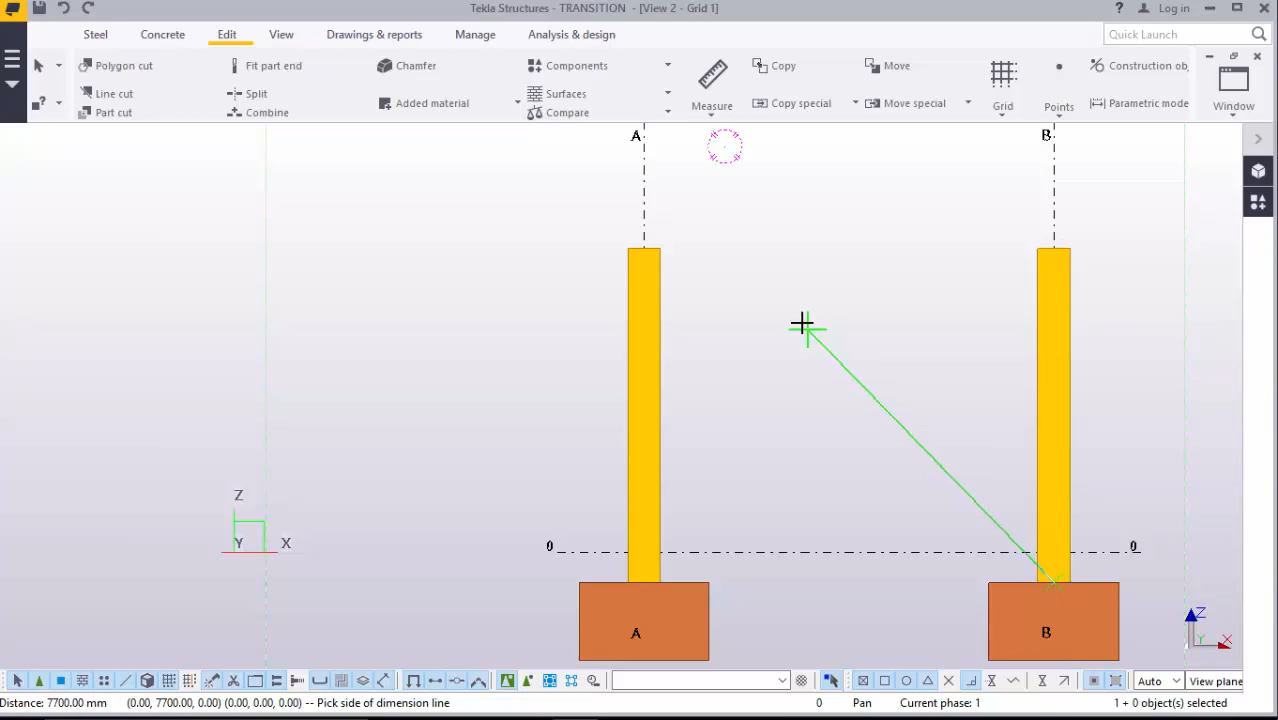 Tekla Structures - TRANSITION - [View 2 - Grid 1]
? Log in
Steel Concrete Edit View Drawings & reports Manage Analysis & design
Quick Launch
Polygon cut
Line cut
Part cut
Fit part end
Split
Combine
Chamfer
Added material
Components
Surfaces
Compare
Measure
Copy
Copy special
Move
Move special
Grid
Points
Construction ob
Parametric mode
Window
A B
Z
Y X
0 0
A B
Z
Y X
Auto View plane
Distance: 7700.00 mm (0.00, 7700.00, 0.00) (0.00, 0.00, 0.00) -- Pick side of dimension line 0 Pan Current phase: 1 1 + 0 object(s) selected